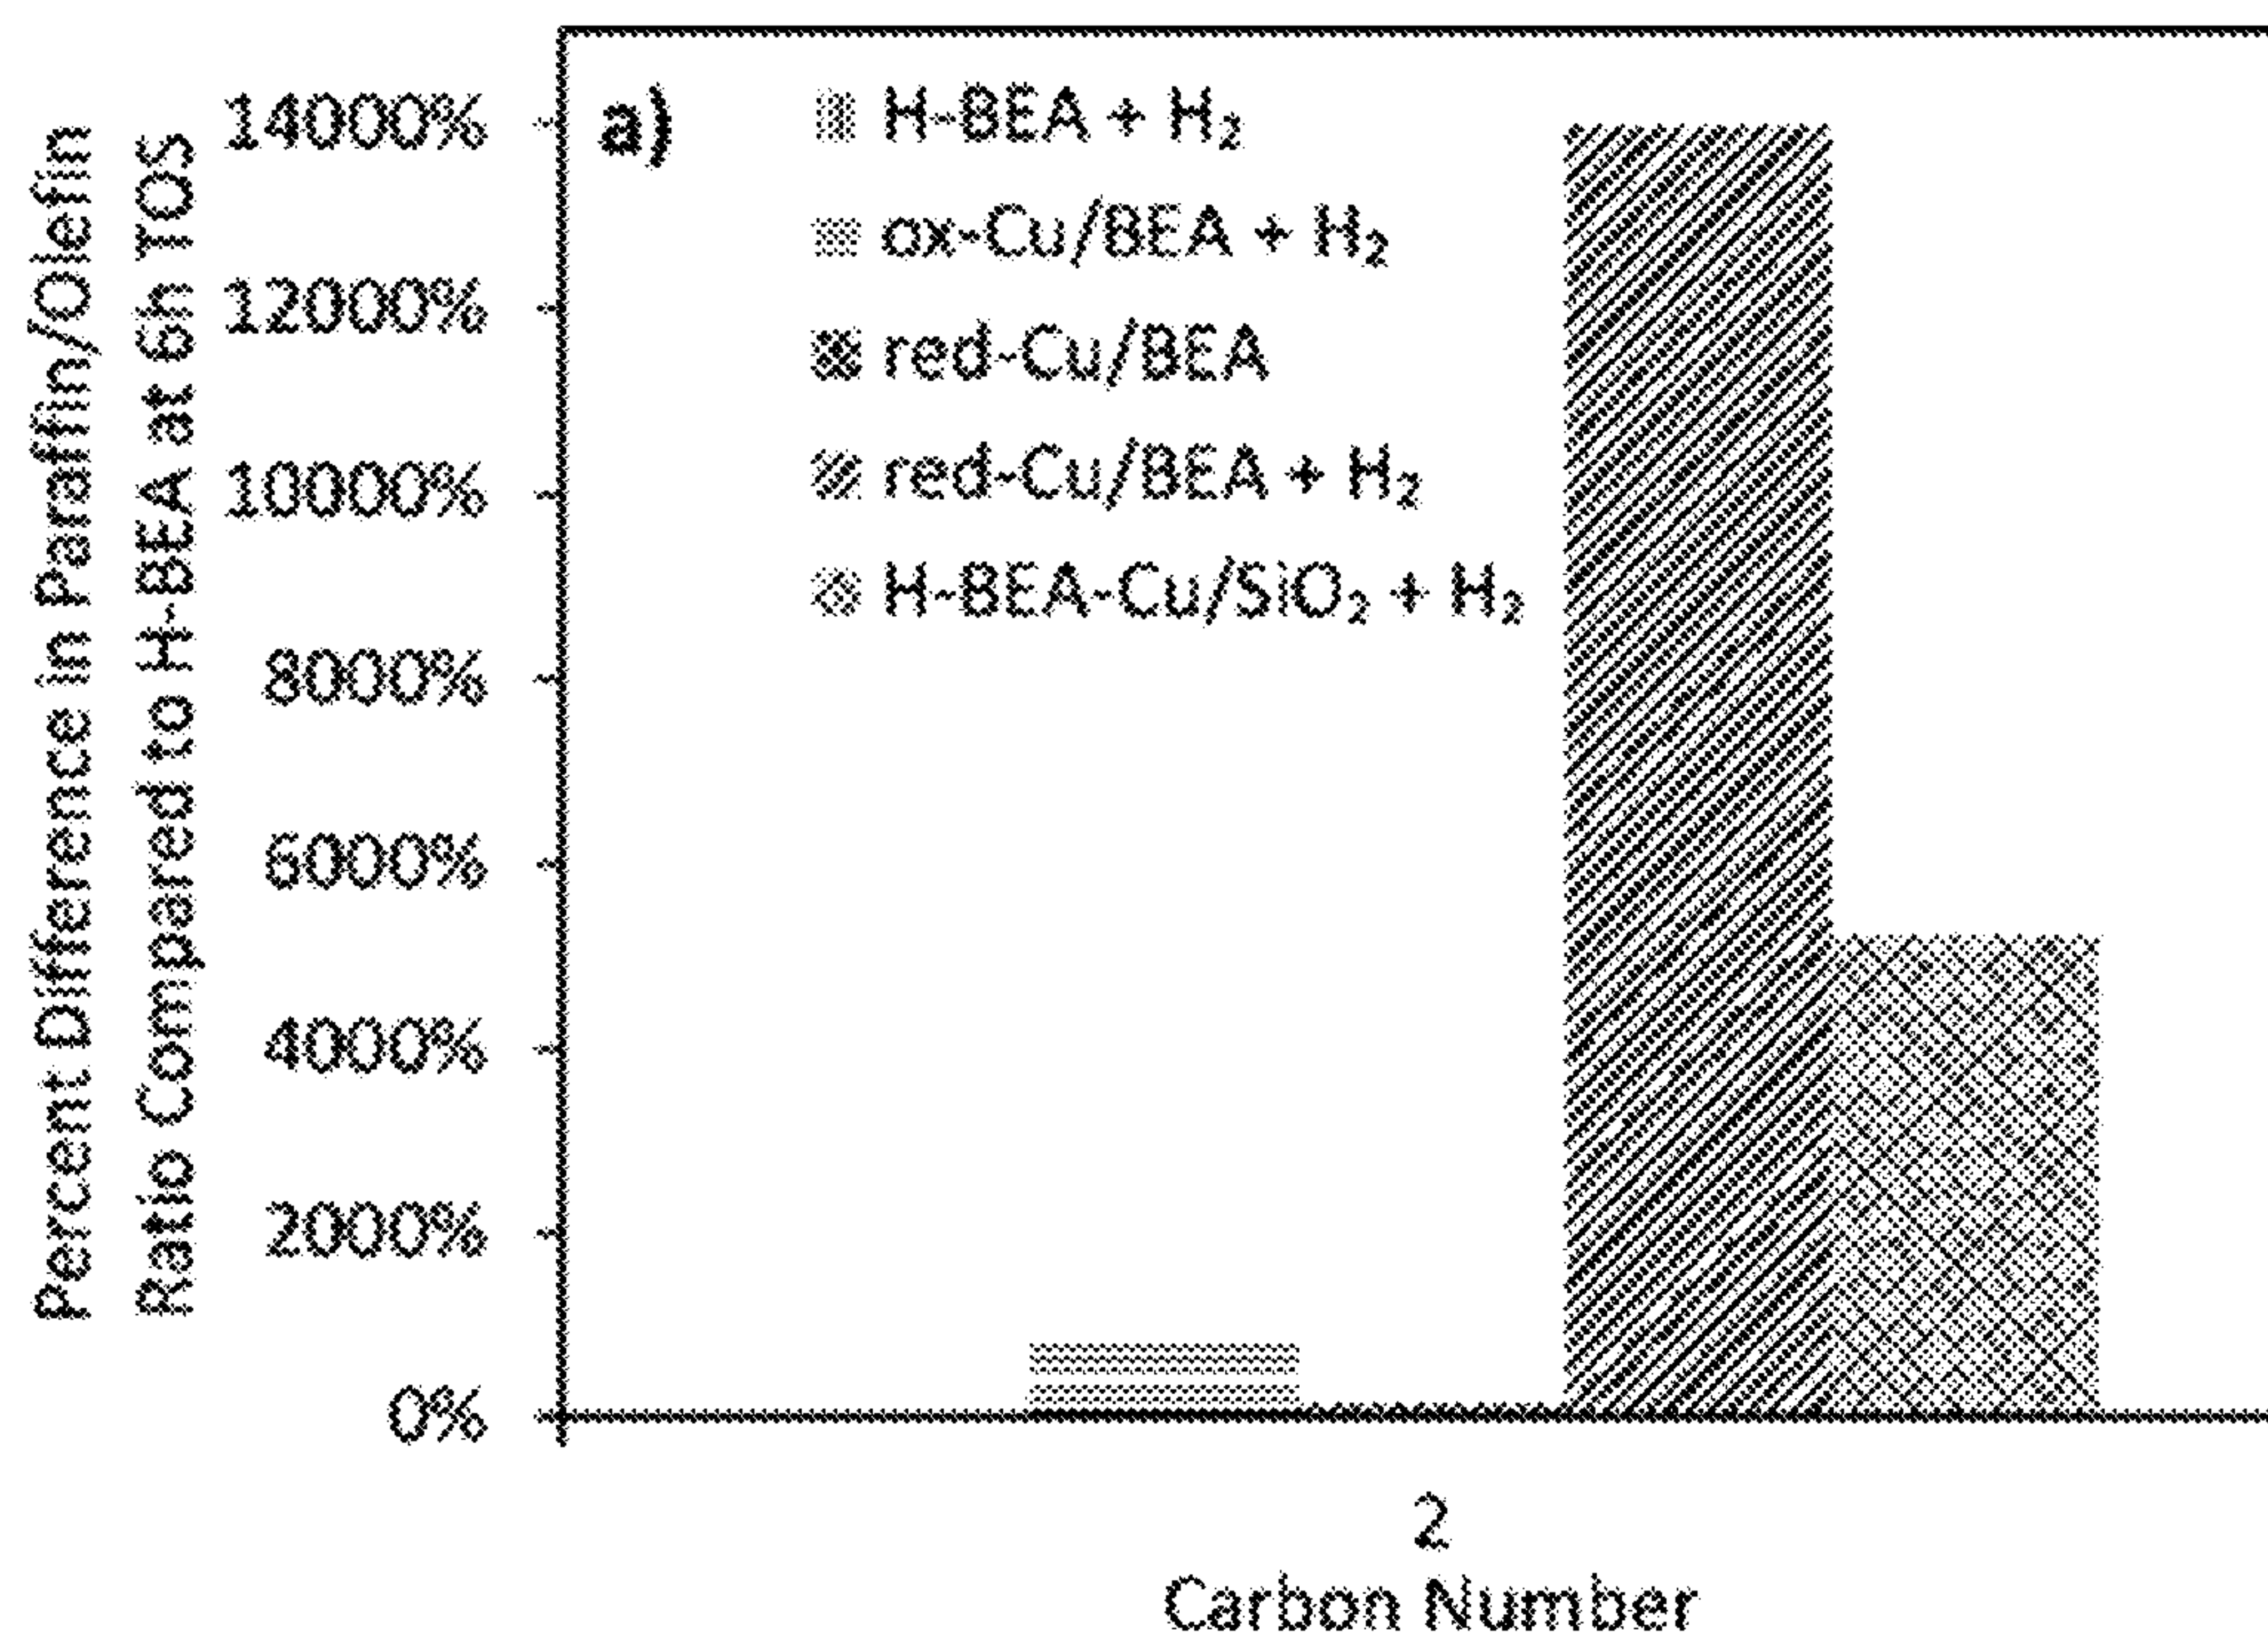 Percent Difference in Paraffin/Olefin
Ratio Compared to H-BEA at 6h TOS
14000%
12000%
10000%
8000%
6000%
4000%
2000%
0%
a)
H-BEA + H₂
ox-Cu/BEA + H₂
red-Cu/BEA
red-Cu/BEA + H₂
H-BEA-Cu/SiO₂ + H₂
2
Carbon Number